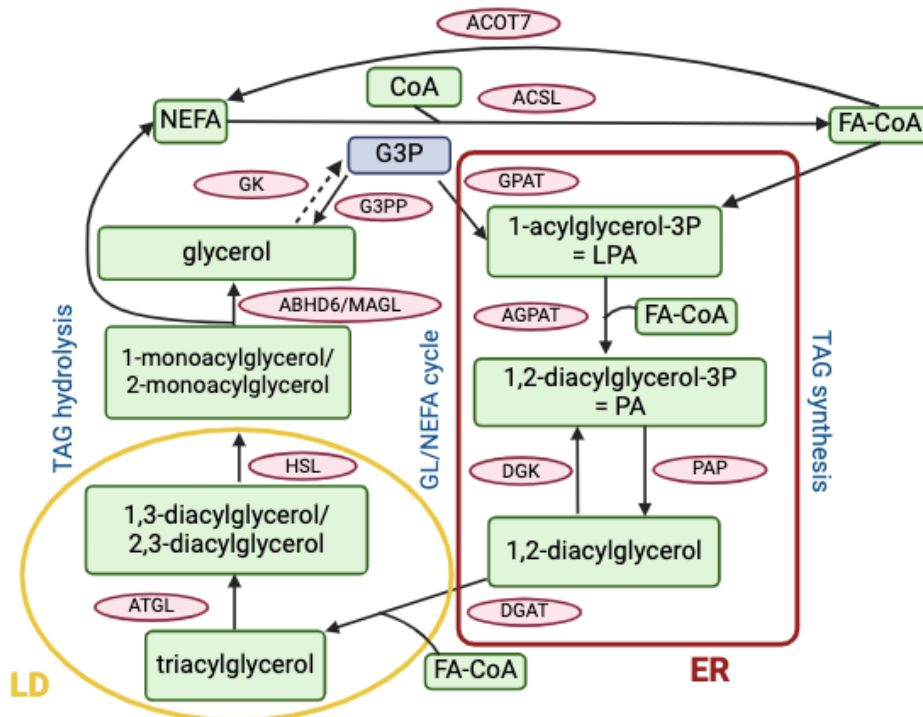 ACOT7
CoA
ACSL
NEFA
FA-CoA
G3P
GK
GPAT
G3PP
1-acylglycerol-3P
= LPA
glycerol
ABHD6/MAGL
AGPAT
FA-CoA
1-monoacylglycerol/
2-monoacylglycerol
TAG hydrolysis
GL/NEFA cycle
TAG synthesis
1,2-diacylglycerol-3P
= PA
HSL
DGK
PAP
1,3-diacylglycerol/
2,3-diacylglycerol
1,2-diacylglycerol
ATGL
DGAT
triacylglycerol
FA-CoA
LD
ER